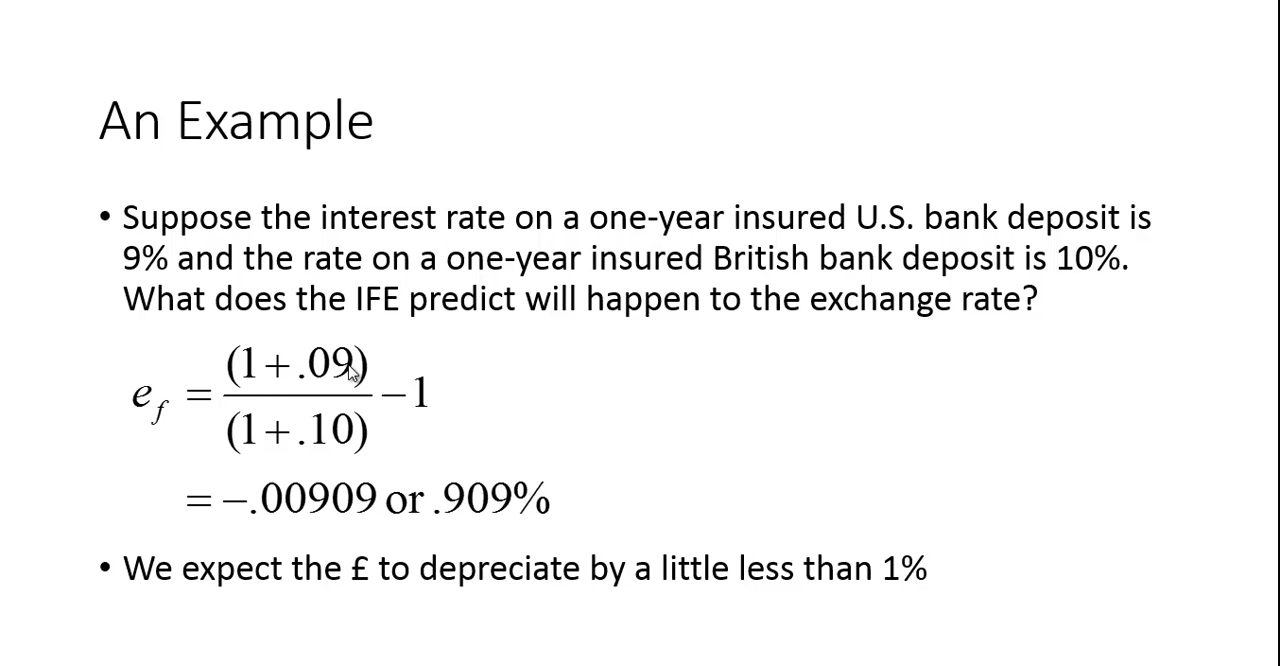 An Example
• Suppose the interest rate on a one-year insured U.S. bank deposit is
9% and the rate on a one-year insured British bank deposit is 10%.
What does the IFE predict will happen to the exchange rate?
e_f = (1+.09)/(1+.10) −1
= −.00909 or .909%
• We expect the £ to depreciate by a little less than 1%